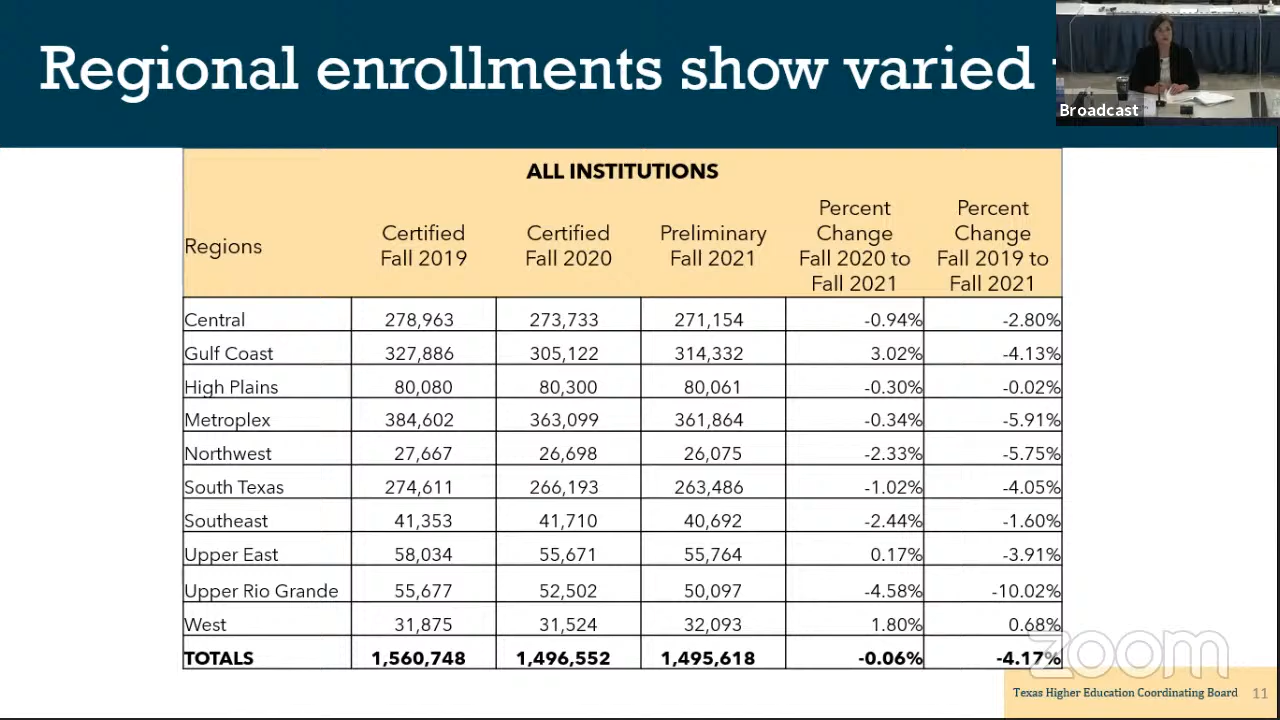 Regional enrollments show varied
Broadcast
ALL INSTITUTIONS
Regions
Certified
Fall 2019
Certified
Fall 2020
Preliminary
Fall 2021
Percent
Change
Fall 2020 to
Fall 2021
Percent
Change
Fall 2019 to
Fall 2021
Central 278,963 273,733 271,154 -0.94% -2.80%
Gulf Coast 327,886 305,122 314,332 3.02% -4.13%
High Plains 80,080 80,300 80,061 -0.30% -0.02%
Metroplex 384,602 363,099 361,864 -0.34% -5.91%
Northwest 27,667 26,698 26,075 -2.33% -5.75%
South Texas 274,611 266,193 263,486 -1.02% -4.05%
Southeast 41,353 41,710 40,692 -2.44% -1.60%
Upper East 58,034 55,671 55,764 0.17% -3.91%
Upper Rio Grande 55,677 52,502 50,097 -4.58% -10.02%
West 31,875 31,524 32,093 1.80% 0.68%
TOTALS 1,560,748 1,496,552 1,495,618 -0.06% -4.17%
zoom
Texas Higher Education Coordinating Board 11